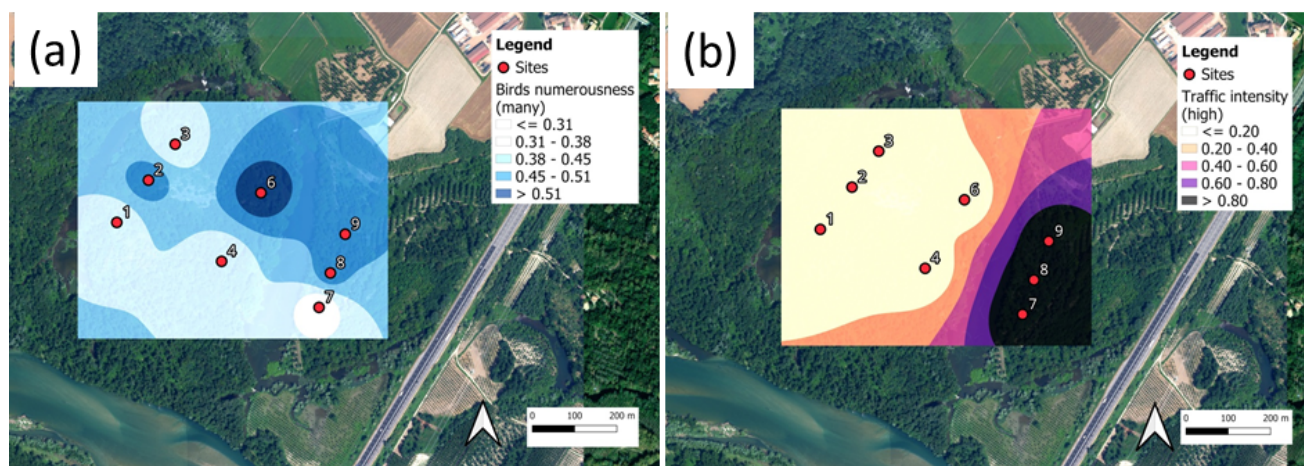 (a)
Legend
Sites
Birds numerousness
(many)
<= 0.31
0.31 - 0.38
0.38 - 0.45
0.45 - 0.51
> 0.51
3
2
6
1
9
4
8
7
0 100 200 m
(b)
Legend
Sites
Traffic intensity
(high)
<= 0.20
0.20 - 0.40
0.40 - 0.60
0.60 - 0.80
> 0.80
3
2
6
1
9
4
8
7
0 100 200 m